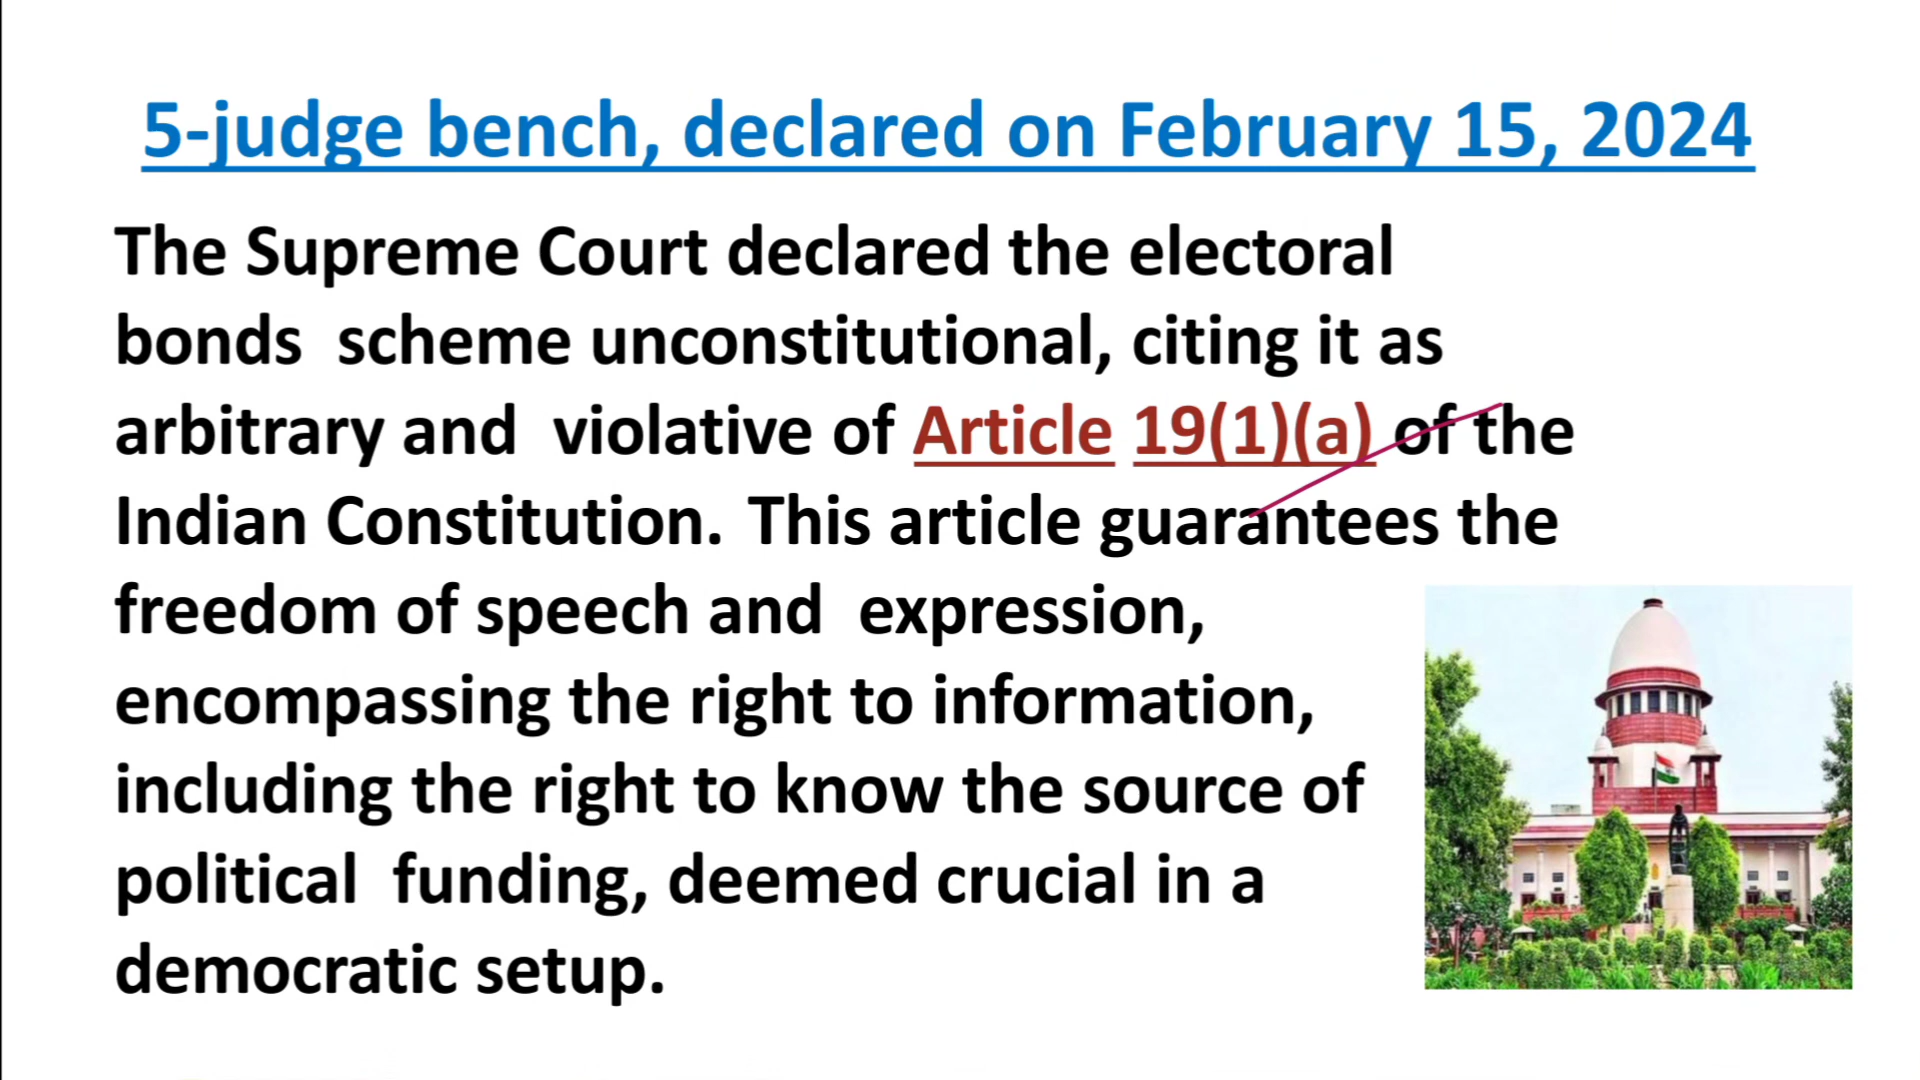 5-judge bench, declared on February 15, 2024
The Supreme Court declared the electoral
bonds scheme unconstitutional, citing it as
arbitrary and violative of Article 19(1)(a) of the
Indian Constitution. This article guarantees the
freedom of speech and expression,
encompassing the right to information,
including the right to know the source of
political funding, deemed crucial in a
democratic setup.